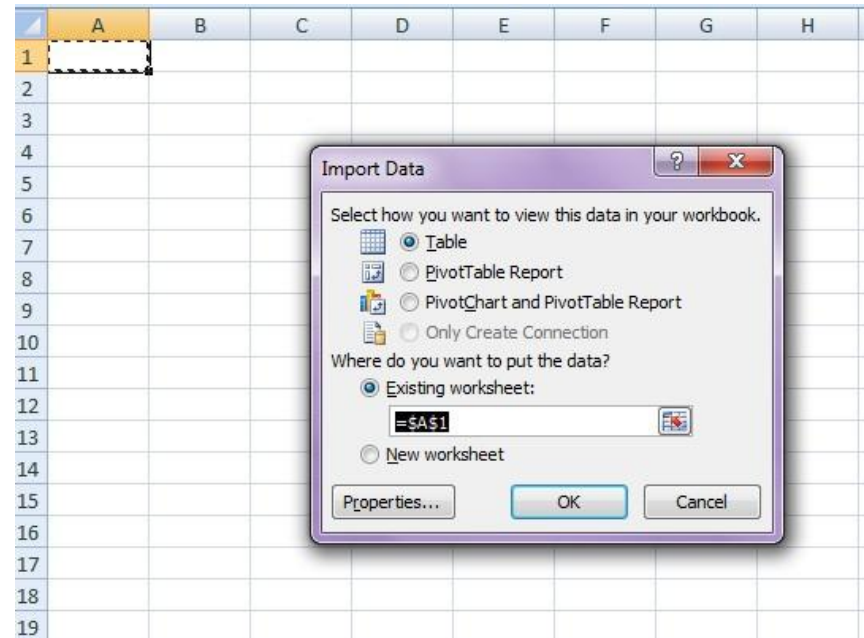 A B C D E F G H
1
2
3
4
Import Data ?
5
6 Select how you want to view this data in your workbook.
7 Table
8 PivotTable Report
9 PivotChart and PivotTable Report
10 Only Create Connection
11 Where do you want to put the data?
12 Existing worksheet:
13 =$A$1
14 New worksheet
15 Properties... OK Cancel
16
17
18
19